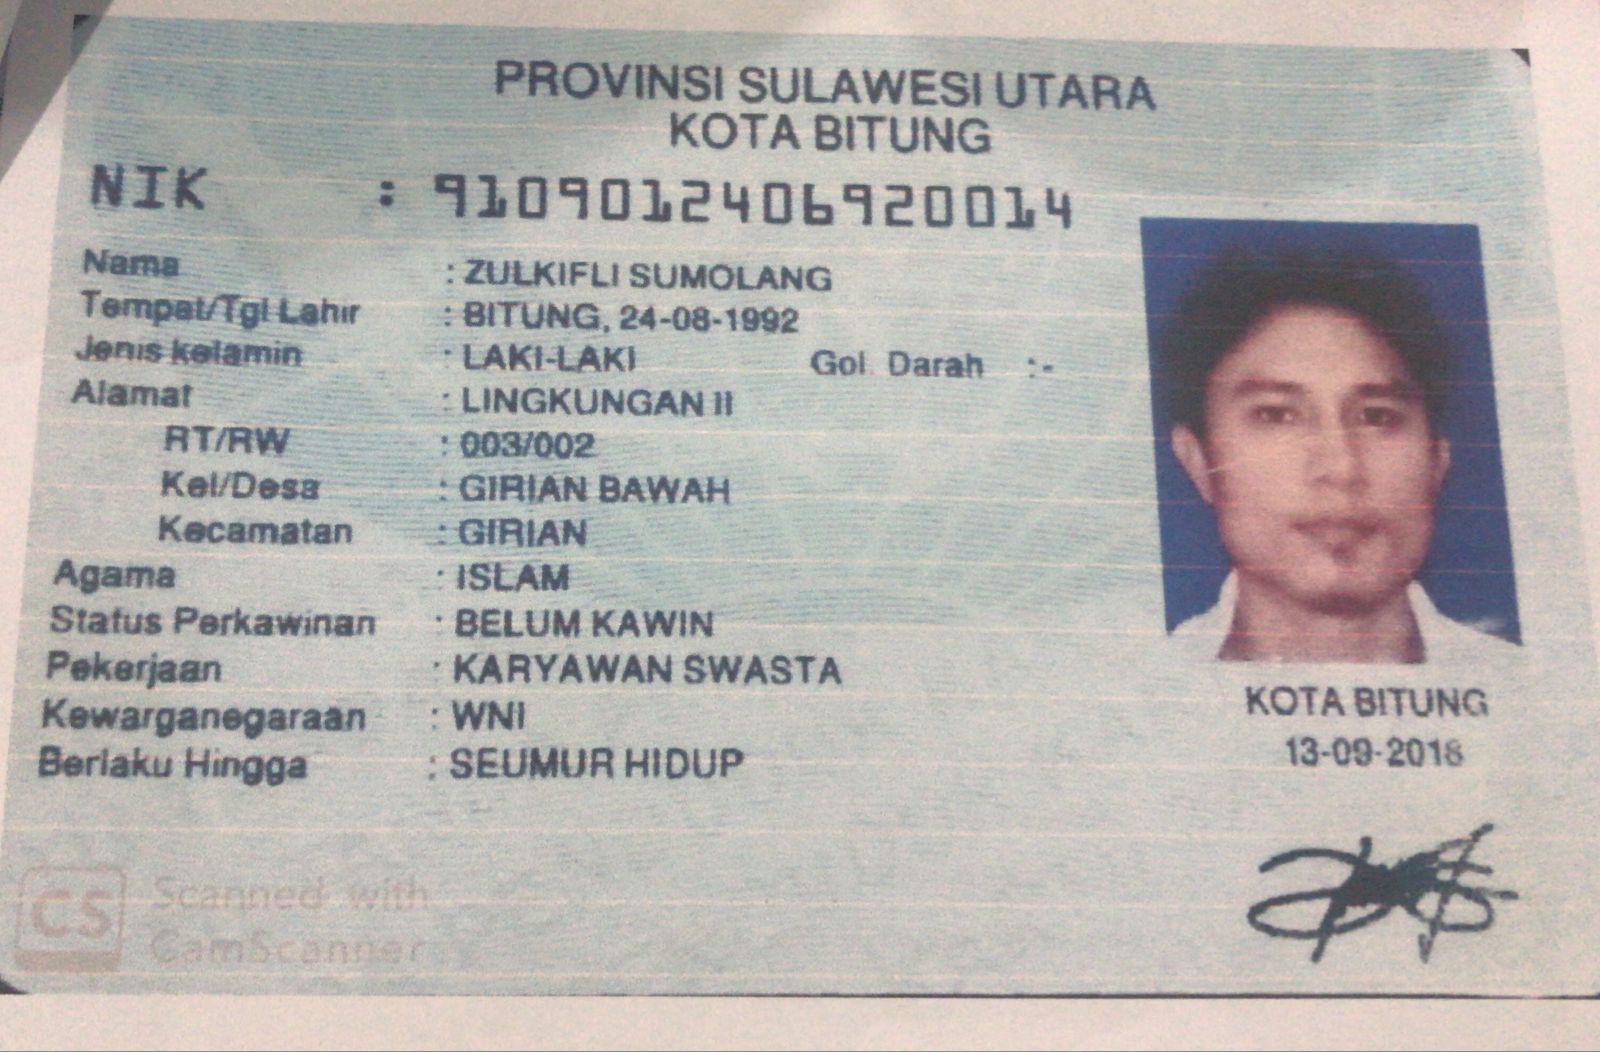 PROVINSI SULAWESI UTARA
KOTA BITUNG
NIK : 9109012406920014
Nama : ZULKIFLI SUMOLANG
Tempat/Tgl Lahir : BITUNG, 24-08-1992
Jenis kelamin : LAKI-LAKI Gol. Darah :-
Alamat : LINGKUNGAN II
RT/RW : 003/002
Kel/Desa : GIRIAN BAWAH
Kecamatan : GIRIAN
Agama : ISLAM
Status Perkawinan : BELUM KAWIN
Pekerjaan : KARYAWAN SWASTA
Kewarganegaraan : WNI
Berlaku Hingga : SEUMUR HIDUP
KOTA BITUNG
13-09-2018
CS Scanned with
CamScanner